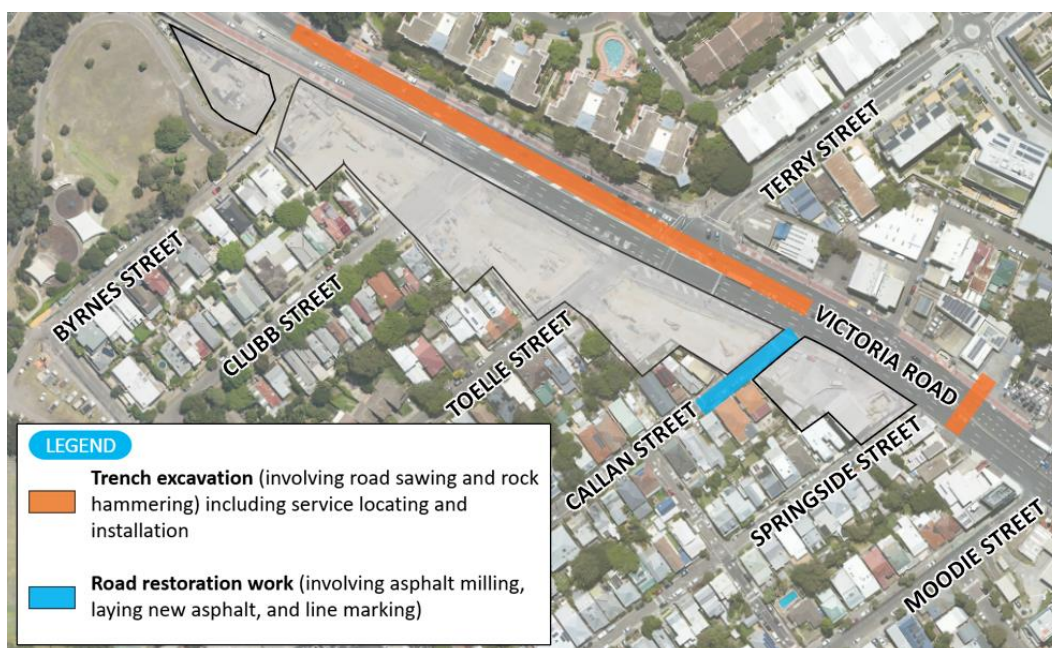 TERRY STREET
BYRNES STREET
CLUBB STREET
TOELLE STREET
VICTORIA ROAD
CALLAN STREET
SPRINGSIDE STREET
MOODIE STREET
LEGEND
Trench excavation (involving road sawing and rock
hammering) including service locating and
installation
Road restoration work (involving asphalt milling,
laying new asphalt, and line marking)